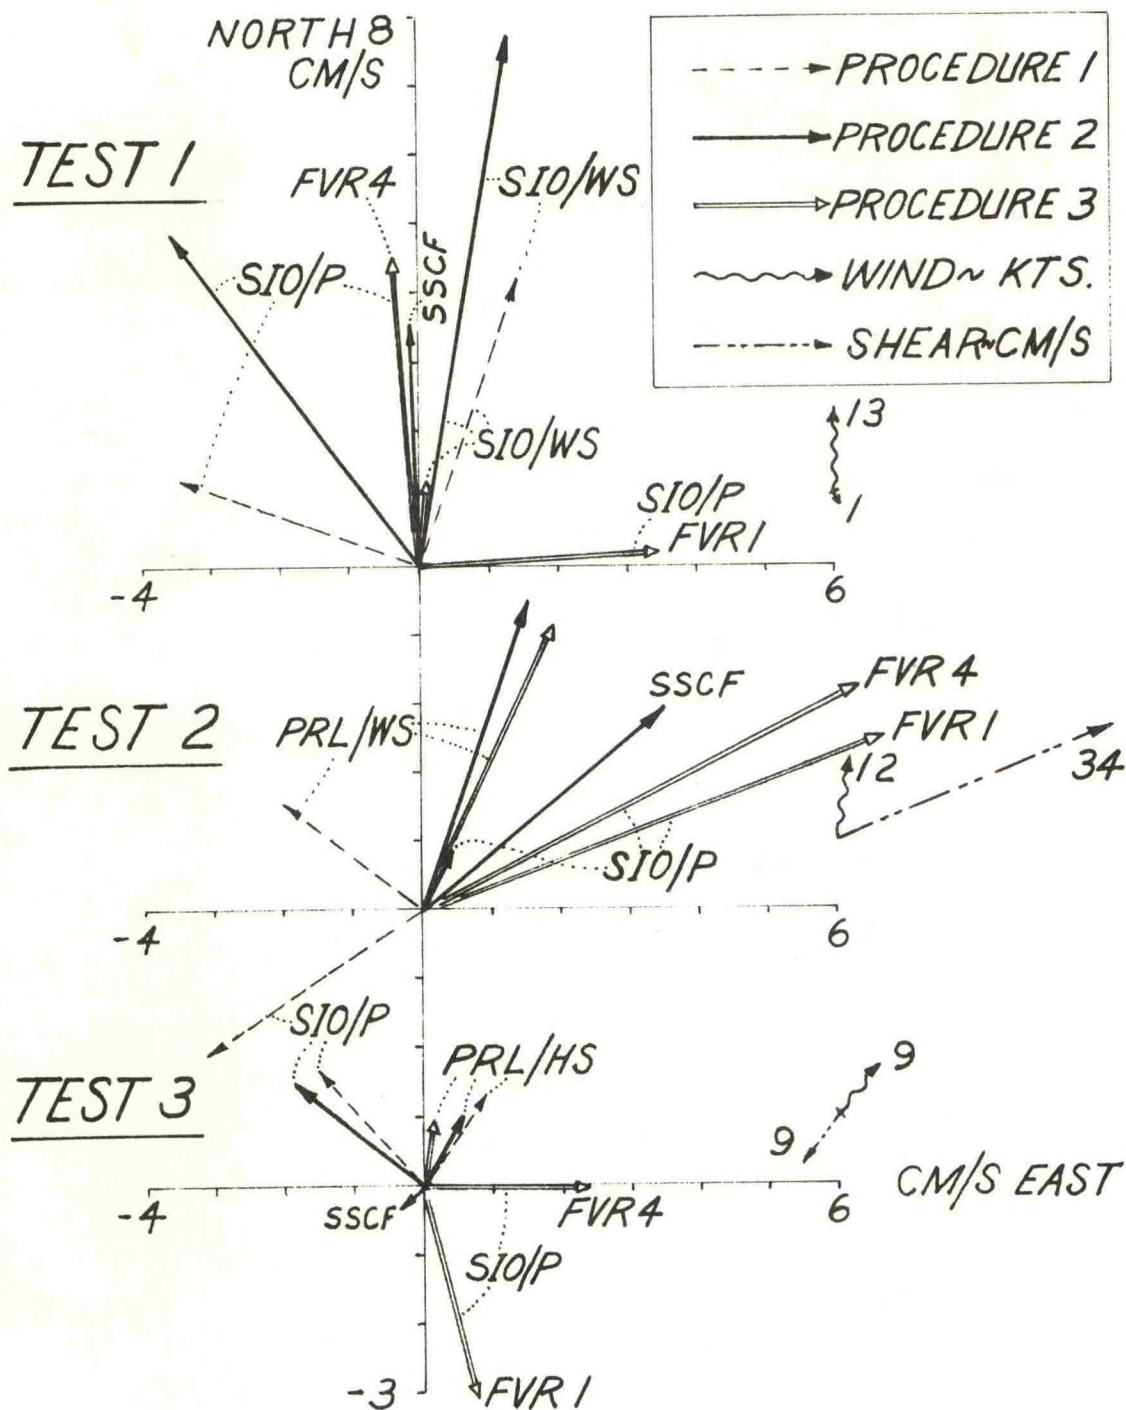 NORTH 8
CM/S
PROCEDURE 1
PROCEDURE 2
PROCEDURE 3
WIND~ KTS.
SHEAR~CM/S
TEST 1
FVR4
SIO/WS
SSCF
SIO/P
SIO/WS
13
1
SIO/P
FVR1
-4
6
TEST 2
PRL/WS
SSCF
FVR4
FVR1
12
34
SIO/P
-4
6
TEST 3
SIO/P
PRL/HS
9
9
-4
SSCF
FVR4
6
CM/S EAST
SIO/P
-3
FVR1